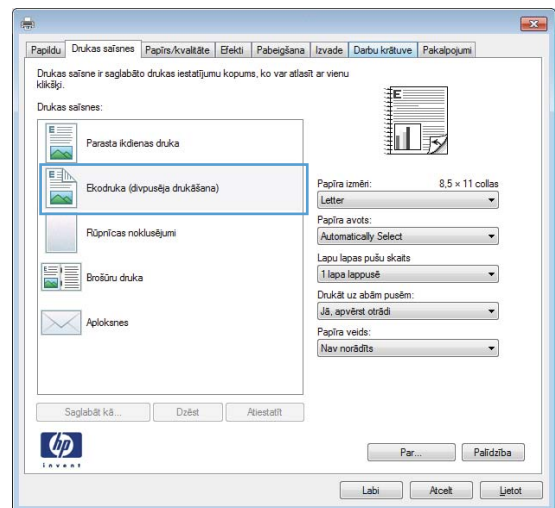 Papildu Drukas saīsnes Papīrs/kvalitāte Efekti Pabeigšana Izvade Darbu krātuve Pakalpojumi
Drukas saīsne ir saglabāto drukas iestatījumu kopums, ko var atlasīt ar vienu
klikšķi.
Drukas saīsnes:
Parasta ikdienas druka
Ekodruka (divpusēja drukāšana)
Rūpnīcas noklusējumi
Brošūru druka
Aploksnes
Papīra izmēri: 8,5 × 11 collas
Letter
Papīra avots:
Automatically Select
Lapu lapas pušu skaits
1 lapa lappusē
Drukāt uz abām pusēm:
Jā, apvērst otrādi
Papīra veids:
Nav norādīts
Saglabāt kā... Dzēst Atiestatīt
hp
invent
Par... Palīdzība
Labi Atcelt Lietot